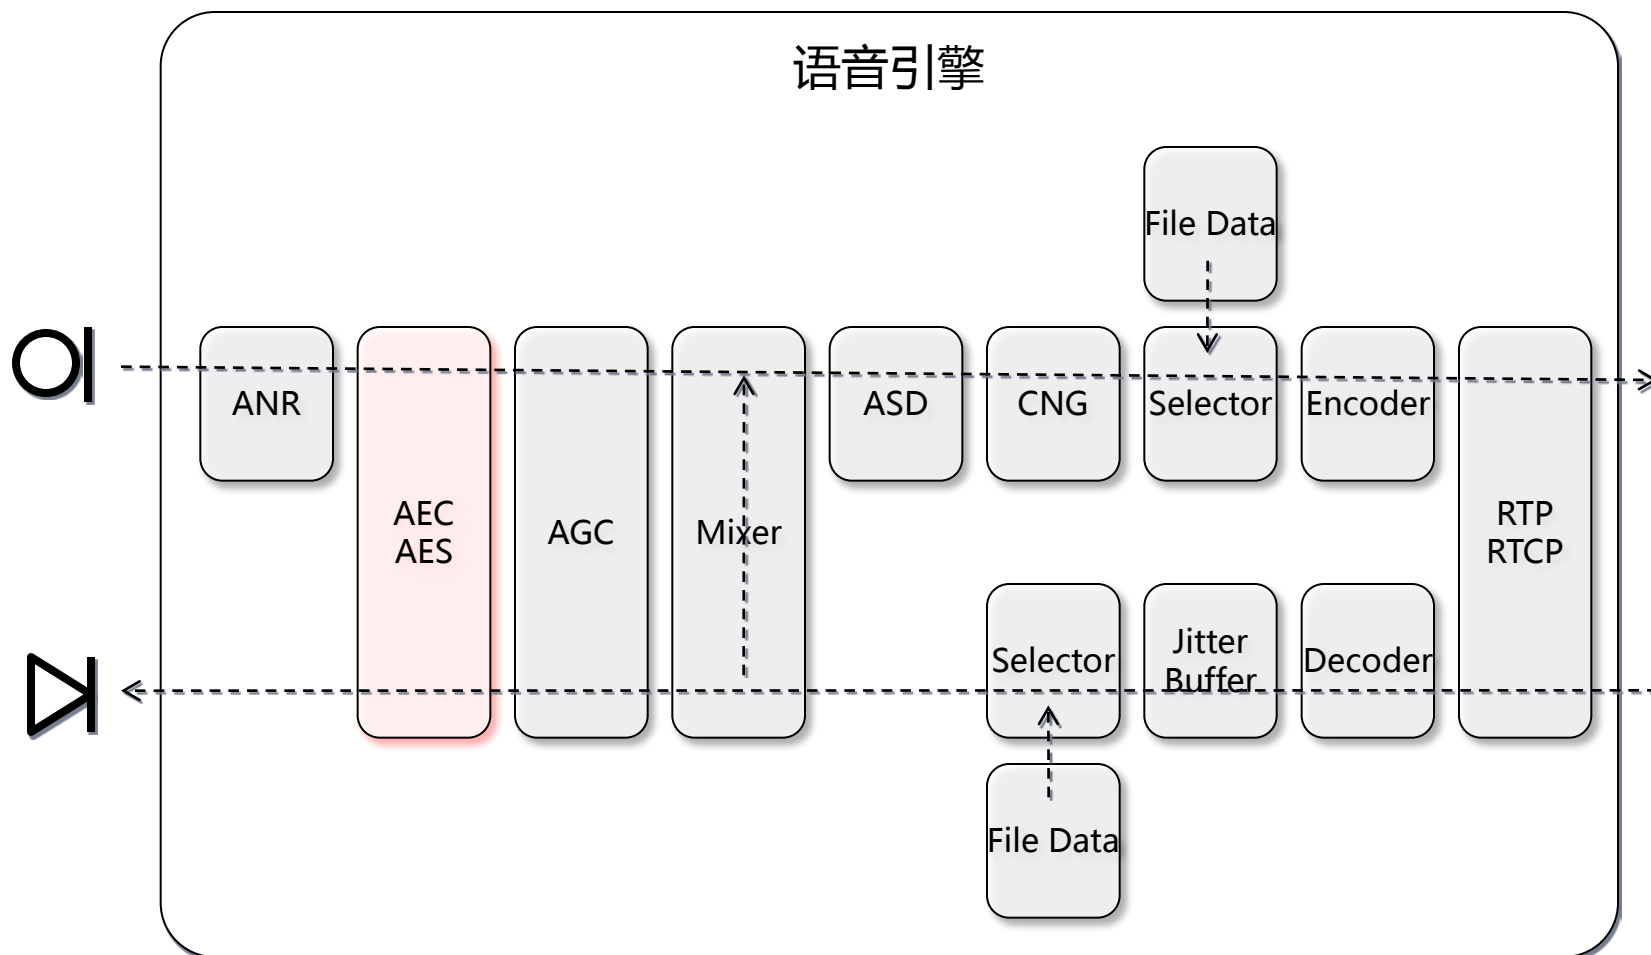 语音引擎
File Data
ANR
AEC
AES
AGC
Mixer
ASD
CNG
Selector
Encoder
RTP
RTCP
Selector
Jitter
Buffer
Decoder
File Data